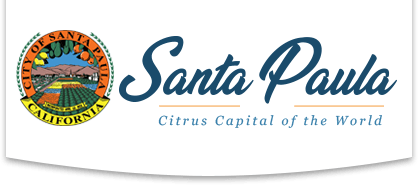 CITY OF SANTA PAULA
CALIFORNIA
Santa Paula
Citrus Capital of the World